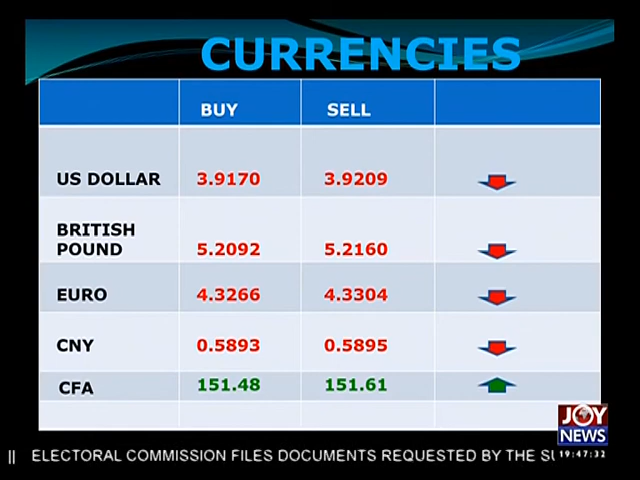 CURRENCIES
BUY SELL
US DOLLAR 3.9170 3.9209
BRITISH
POUND 5.2092 5.2160
EURO 4.3266 4.3304
CNY 0.5893 0.5895
CFA 151.48 151.61
JOY
NEWS
19:47:32
|| ELECTORAL COMMISSION FILES DOCUMENTS REQUESTED BY THE